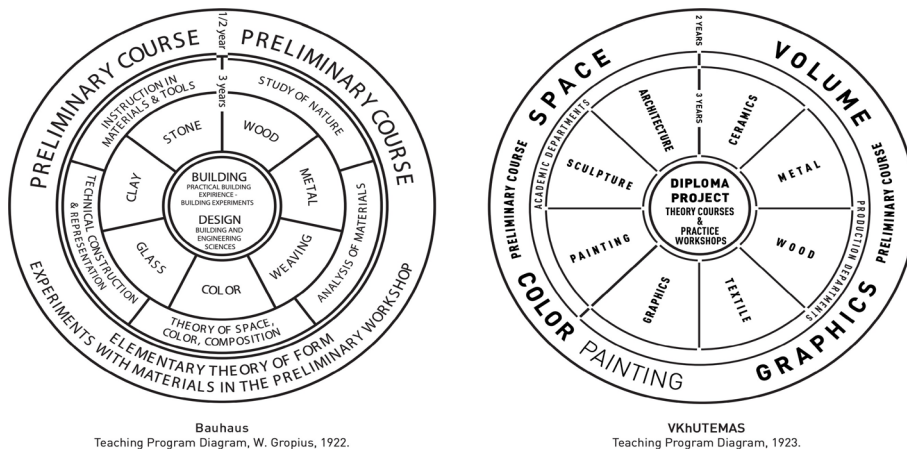 PRELIMINARY COURSE
1/2 year
PRELIMINARY COURSE
INSTRUCTION IN
MATERIALS & TOOLS
3 years
STUDY OF NATURE
STONE
WOOD
CLAY
METAL
BUILDING
PRACTICAL BUILDING
EXPIRIENCE -
BUILDING EXPERIMENTS
DESIGN
BUILDING AND
ENGINEERING
SCIENCES
TECHNICAL CONSTRUCTION
& REPRESENTATION
ANALYSIS OF MATERIALS
GLASS
WEAVING
COLOR
THEORY OF SPACE,
COLOR, COMPOSITION
ELEMENTARY THEORY OF FORM
EXPERIMENTS WITH MATERIALS IN THE PRELIMINARY WORKSHOP
Bauhaus
Teaching Program Diagram, W. Gropius, 1922.
SPACE
2 YEARS
VOLUME
ACADEMIC DEPARTMENTS
ARCHITECTURE
3 YEARS
CERAMICS
PRELIMINARY COURSE
SCULPTURE
METAL
PRELIMINARY COURSE
DIPLOMA
PROJECT
THEORY COURSES
&
PRACTICE
WORKSHOPS
PAINTING
WOOD
PRODUCTION DEPARTMENTS
GRAPHICS
TEXTILE
COLOR PAINTING
GRAPHICS
VKhUTEMAS
Teaching Program Diagram, 1923.